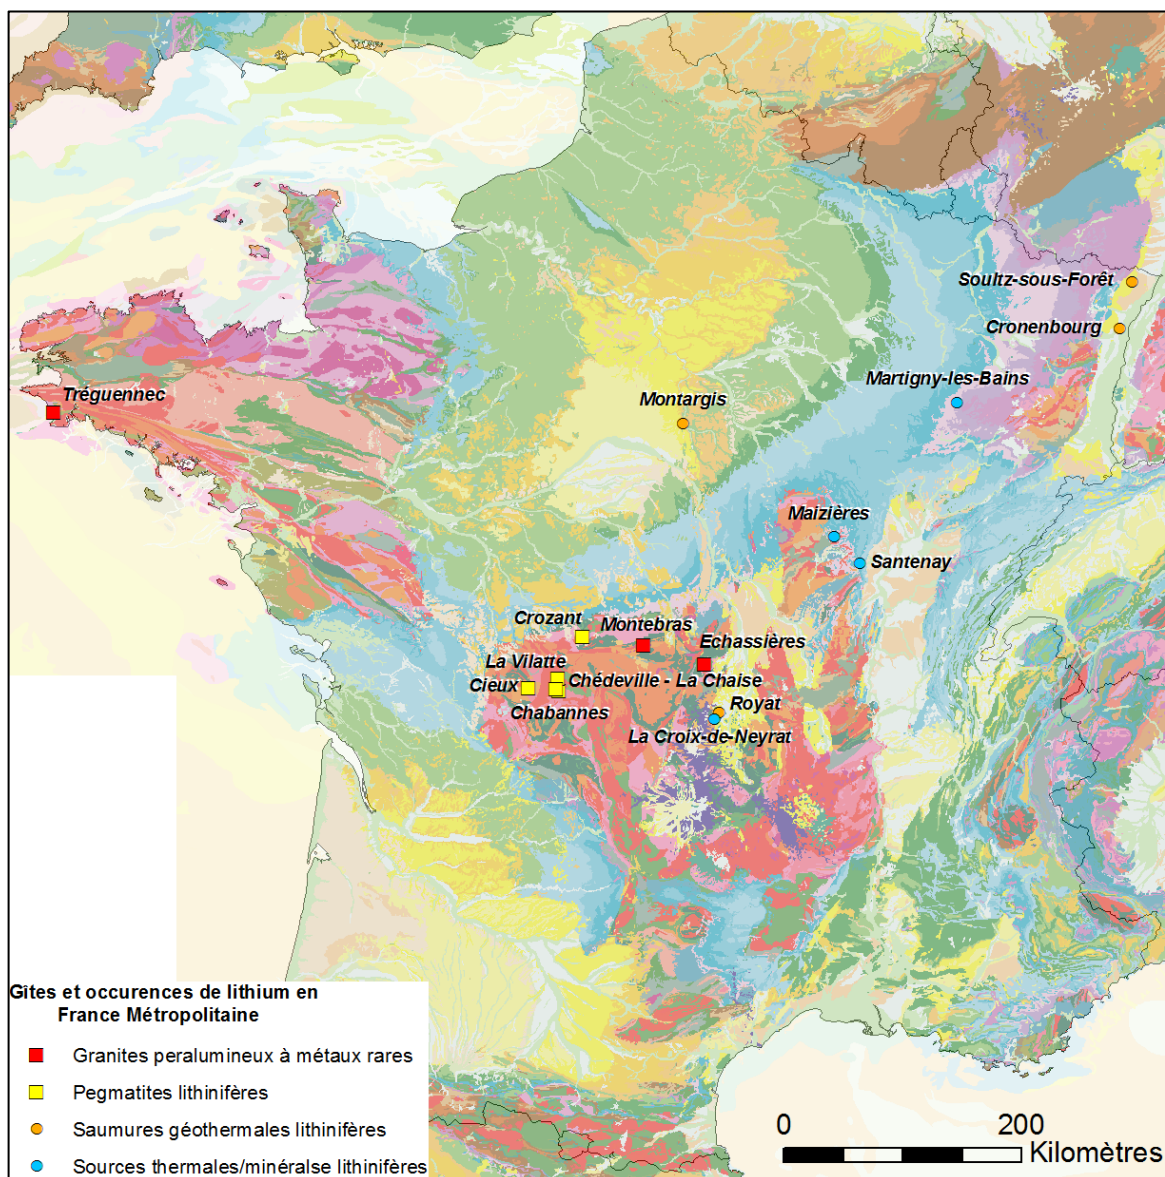 Soultz-sous-Forêt
Cronenbourg
Martigny-les-Bains
Tréguennec
Montargis
Maizières
Santenay
Crozant
Montebras
Echassières
La Vilatte
Chédeville - La Chaise
Cieux
Chabannes
Royat
La Croix-de-Neyrat
Gîtes et occurences de lithium en
France Métropolitaine
Granites peralumineux à métaux rares
Pegmatites lithinifères
Saumures géothermales lithinifères
Sources thermales/minéralse lithinifères
0 200
Kilomètres